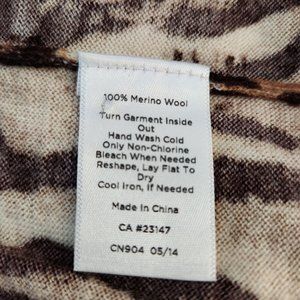 100% Merino Wool
Turn Garment Inside
Out
Hand Wash Cold
Only Non-Chlorine
Bleach When Needed
Reshape, Lay Flat To
Dry
Cool Iron, If Needed
Made In China
CA #23147
CN904 05/14